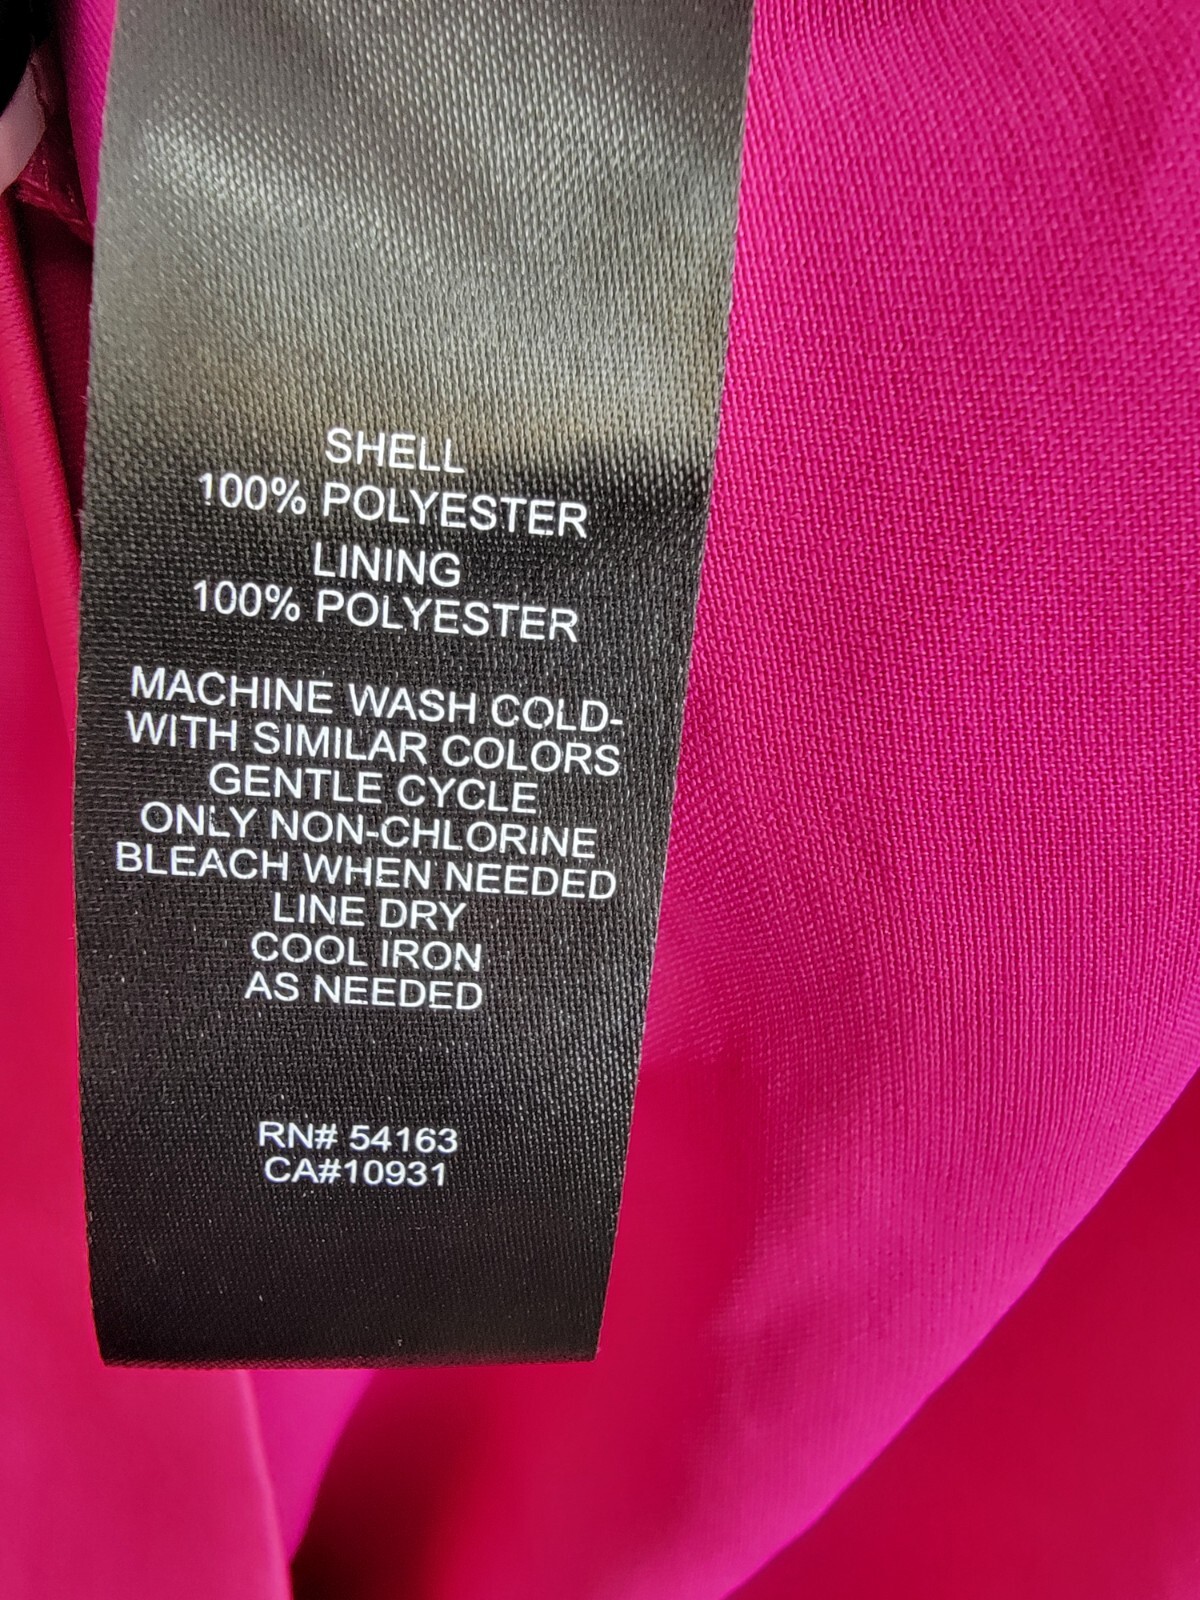 SHELL
100% POLYESTER
LINING
100% POLYESTER
MACHINE WASH COLD-
WITH SIMILAR COLORS
GENTLE CYCLE
ONLY NON-CHLORINE
BLEACH WHEN NEEDED
LINE DRY
COOL IRON
AS NEEDED
RN# 54163
CA#10931